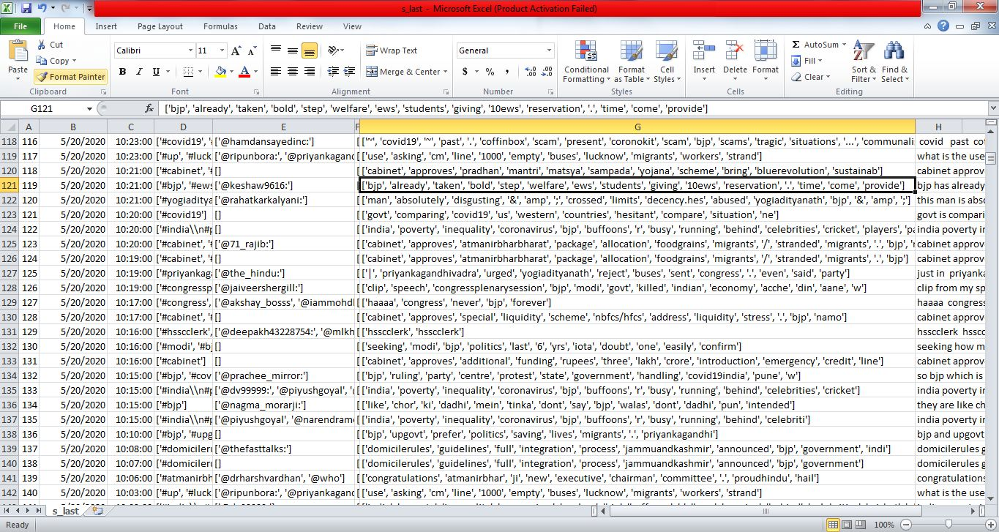 s_last - Microsoft Excel (Product Activation Failed)
File Home Insert Page Layout Formulas Data Review View
Paste Cut Copy Format Painter Clipboard
Calibri 11 B I U Font
Wrap Text Merge & Center Alignment
General $ % , Number
Conditional Formatting Format as Table Cell Styles Styles
Insert Delete Format Cells
AutoSum Fill Clear Sort & Filter Find & Select Editing
G121 fx ['bjp', 'already', 'taken', 'bold', 'step', 'welfare', 'ews', 'students', 'giving', '10ews', 'reservation', '.', 'time', 'come', 'provide']
A B C D E F G H
118 116 5/20/2020 10:23:00 ['#covid19', '# ['@hamdansayedinc:'] [ ['~', 'covid19', '~', 'past', '.', 'coffinbox', 'scam', 'present', 'coronokit', 'scam', 'bjp', 'scams', 'tragic', 'situations', '...', 'communalis covid past cof
119 117 5/20/2020 10:23:00 ['#up', '#luck ['@ripunbora:', '@priyankagand [ ['use', 'asking', 'cm', 'line', '1000', 'empty', 'buses', 'lucknow', 'migrants', 'workers', 'strand'] what is the use
120 118 5/20/2020 10:21:00 ['#cabinet', '# [] [ ['cabinet', 'approves', 'pradhan', 'mantri', 'matsya', 'sampada', 'yojana', 'scheme', 'bring', 'bluerevolution', 'sustainab'] cabinet approv
121 119 5/20/2020 10:21:00 ['#bjp', '#ews ['@keshaw9616:'] [ ['bjp', 'already', 'taken', 'bold', 'step', 'welfare', 'ews', 'students', 'giving', '10ews', 'reservation', '.', 'time', 'come', 'provide'] bjp has already
122 120 5/20/2020 10:21:00 ['#yogiaditya ['@rahatkarkalyani:'] [ ['man', 'absolutely', 'disgusting', '&', 'amp', ';', 'crossed', 'limits', 'decency.hes', 'abused', 'yogiadityanath', 'bjp', '&', 'amp', ';'] this man is abso
123 121 5/20/2020 10:20:00 ['#covid19'] [] [ ['govt', 'comparing', 'covid19', 'us', 'western', 'countries', 'hesitant', 'compare', 'situation', 'ne'] govt is compari
124 122 5/20/2020 10:20:00 ['#india\\n#p [] [ ['india', 'poverty', 'inequality', 'coronavirus', 'bjp', 'buffoons', 'r', 'busy', 'running', 'behind', 'celebrities', 'cricket', 'players', 'pa india poverty in
125 123 5/20/2020 10:20:00 ['#cabinet', '# ['@71_rajib:'] [ ['cabinet', 'approves', 'atmanirbharbharat', 'package', 'allocation', 'foodgrains', 'migrants', '/', 'stranded', 'migrants', '.', 'bjp', 'n cabinet approv
126 124 5/20/2020 10:19:00 ['#cabinet', '# [] [ ['cabinet', 'approves', 'atmanirbharbharat', 'package', 'allocation', 'foodgrains', 'migrants', '/', 'stranded', 'migrants', '.', 'bjp'] cabinet approv
127 125 5/20/2020 10:19:00 ['#priyankaga ['@the_hindu:'] [ ['|', 'priyankagandhivadra', 'urged', 'yogiadityanath', 'reject', 'buses', 'sent', 'congress', '.', 'even', 'said', 'party'] just in priyanka
128 126 5/20/2020 10:19:00 ['#congressp ['@jaiveershergill:'] [ ['clip', 'speech', 'congressplenarysession', 'bjp', 'modi', 'govt', 'killed', 'indian', 'economy', 'acche', 'din', 'aane', 'w'] clip from my sp
129 127 5/20/2020 10:17:00 ['#congress', ['@akshay_bosss', '@iammohdl [ ['haaaa', 'congress', 'never', 'bjp', 'forever'] haaaa congress
130 128 5/20/2020 10:17:00 ['#cabinet', '# [] [ ['cabinet', 'approves', 'special', 'liquidity', 'scheme', 'nbfcs/hfcs', 'address', 'liquidity', 'stress', '.', 'bjp', 'namo'] cabinet approv
131 129 5/20/2020 10:16:00 ['#hsscclerk', ['@deepakh43228754:', '@mlkh [ ['hsscclerk', 'hsscclerk'] hsscclerk hsscc
132 130 5/20/2020 10:16:00 ['#modi', '#bj [] [ ['seeking', 'modi', 'bjp', 'politics', 'last', '6', 'yrs', 'iota', 'doubt', 'one', 'easily', 'confirm'] seeking how m
133 131 5/20/2020 10:16:00 ['#cabinet'] [] [ ['cabinet', 'approves', 'additional', 'funding', 'rupees', 'three', 'lakh', 'crore', 'introduction', 'emergency', 'credit', 'line'] cabinet approv
134 132 5/20/2020 10:16:00 ['#bjp', '#cov ['@prachee_mirror:'] [ ['bjp', 'ruling', 'party', 'centre', 'protest', 'state', 'government', 'handling', 'covid19india', 'pune', 'w'] so bjp which is
135 133 5/20/2020 10:15:00 ['#india\\n#p ['@dv99999:', '@piyushgoyal', '@ [ ['india', 'poverty', 'inequality', 'coronavirus', 'bjp', 'buffoons', 'r', 'busy', 'running', 'behind', 'celebrities', 'cricket'] india poverty in
136 134 5/20/2020 10:15:00 ['#bjp'] ['@nagma_morarji:'] [ ['like', 'chor', 'ki', 'dadhi', 'mein', 'tinka', 'dont', 'say', 'bjp', 'walas', 'dont', 'dadhi', 'pun', 'intended'] they are like ch
137 135 5/20/2020 10:15:00 ['#india\\n#p ['@piyushgoyal', '@narendramo [ ['india', 'poverty', 'inequality', 'coronavirus', 'bjp', 'buffoons', 'r', 'busy', 'running', 'behind', 'celebriti'] india poverty in
138 136 5/20/2020 10:10:00 ['#bjp', '#upg [] [ ['bjp', 'upgovt', 'prefer', 'politics', 'saving', 'lives', 'migrants', '.', 'priyankagandhi'] bjp and upgovt
139 137 5/20/2020 10:08:00 ['#domicileru ['@thefasttalks:'] [ ['domicilerules', 'guidelines', 'full', 'integration', 'process', 'jammuandkashmir', 'announced', 'bjp', 'government', 'indi'] domicilerules g
140 138 5/20/2020 10:07:00 ['#domicileru [] [ ['domicilerules', 'guidelines', 'full', 'integration', 'process', 'jammuandkashmir', 'announced', 'bjp', 'government'] domicilerules g
141 139 5/20/2020 10:06:00 ['#atmanirbh ['@drharshvardhan', '@who'] [ ['congratulations', 'atmanirbhar', 'ji', 'new', 'executive', 'chairman', 'committee', '.', 'proudhindu', 'hail'] congratulations
142 140 5/20/2020 10:03:00 ['#up', '#luck ['@ripunbora:', '@priyankagand [ ['use', 'asking', 'cm', 'line', '1000', 'empty', 'buses', 'lucknow', 'migrants', 'workers', 'strand'] what is the use
s_last
Ready 100%